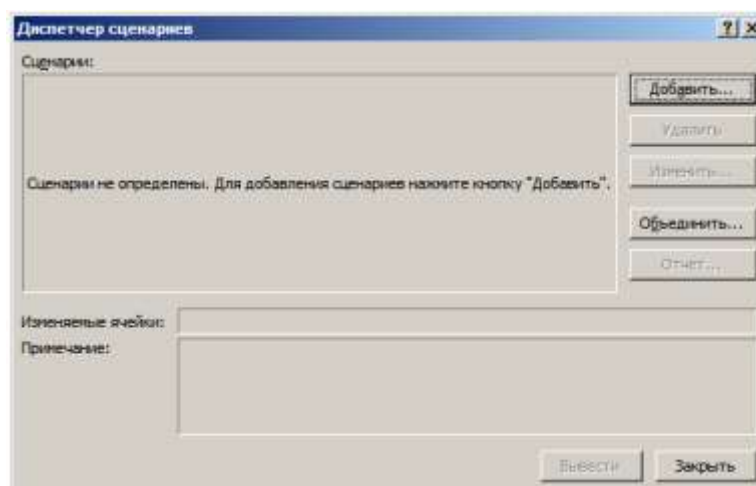 Диспетчер сценариев
Сценарии:
Добавить...
Удалить
Изменить...
Сценарии не определены. Для добавления сценариев нажмите кнопку "Добавить".
Объединить...
Отчет...
Изменяемые ячейки:
Примечание:
Вывести
Закрыть